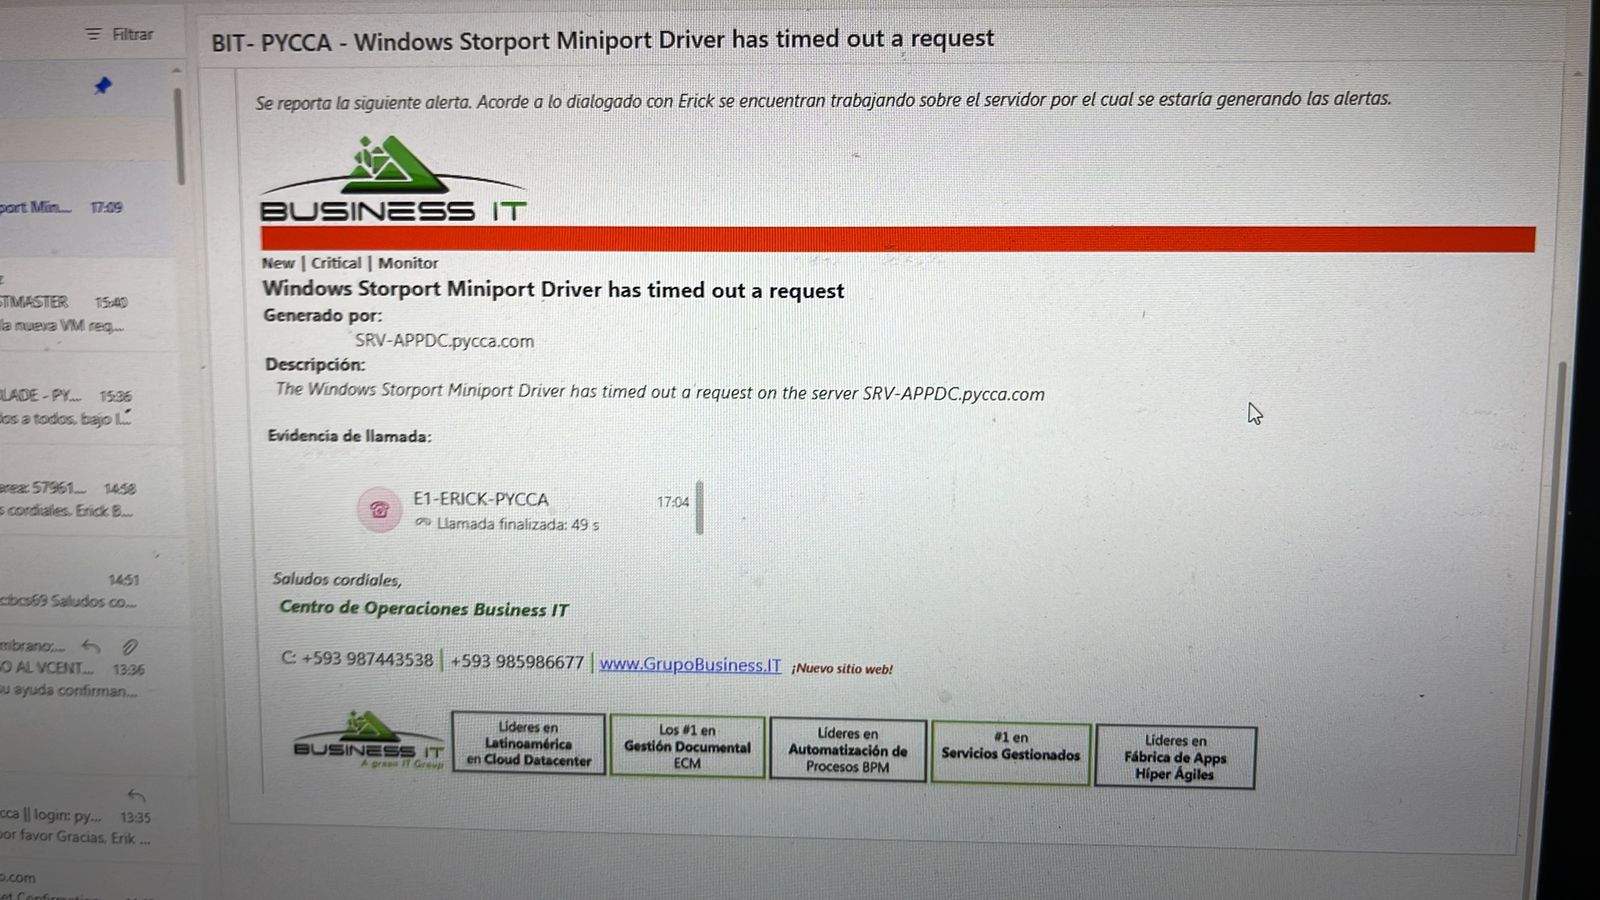 Filtrar
BIT- PYCCA - Windows Storport Miniport Driver has timed out a request
Se reporta la siguiente alerta. Acorde a lo dialogado con Erick se encuentran trabajando sobre el servidor por el cual se estaría generando las alertas.
BUSINESS IT
New | Critical | Monitor
Windows Storport Miniport Driver has timed out a request
Generado por:
SRV-APPDC.pycca.com
Descripción:
The Windows Storport Miniport Driver has timed out a request on the server SRV-APPDC.pycca.com
Evidencia de llamada:
E1-ERICK-PYCCA 17:04
Llamada finalizada: 49 s
Saludos cordiales,
Centro de Operaciones Business IT
C: +593 987443538 | +593 985986677 | www.GrupoBusiness.IT ¡Nuevo sitio web!
BUSINESS IT
A green IT Group
Líderes en
Latinoamérica
en Cloud Datacenter
Los #1 en
Gestión Documental
ECM
Líderes en
Automatización de
Procesos BPM
#1 en
Servicios Gestionados
Líderes en
Fábrica de Apps
Híper Ágiles
port Min... 17:09
STMASTER 15:40
la nueva VM req...
LADE - PY... 15:36
dos a todos, bajo l...
area: 57961... 14:58
s cordiales. Erick B...
14:51
Saludos co...
mbrano;...
O AL VCENT... 13:36
su ayuda confirman...
cca || login: py... 13:35
por favor Gracias, Erik ...
o.com